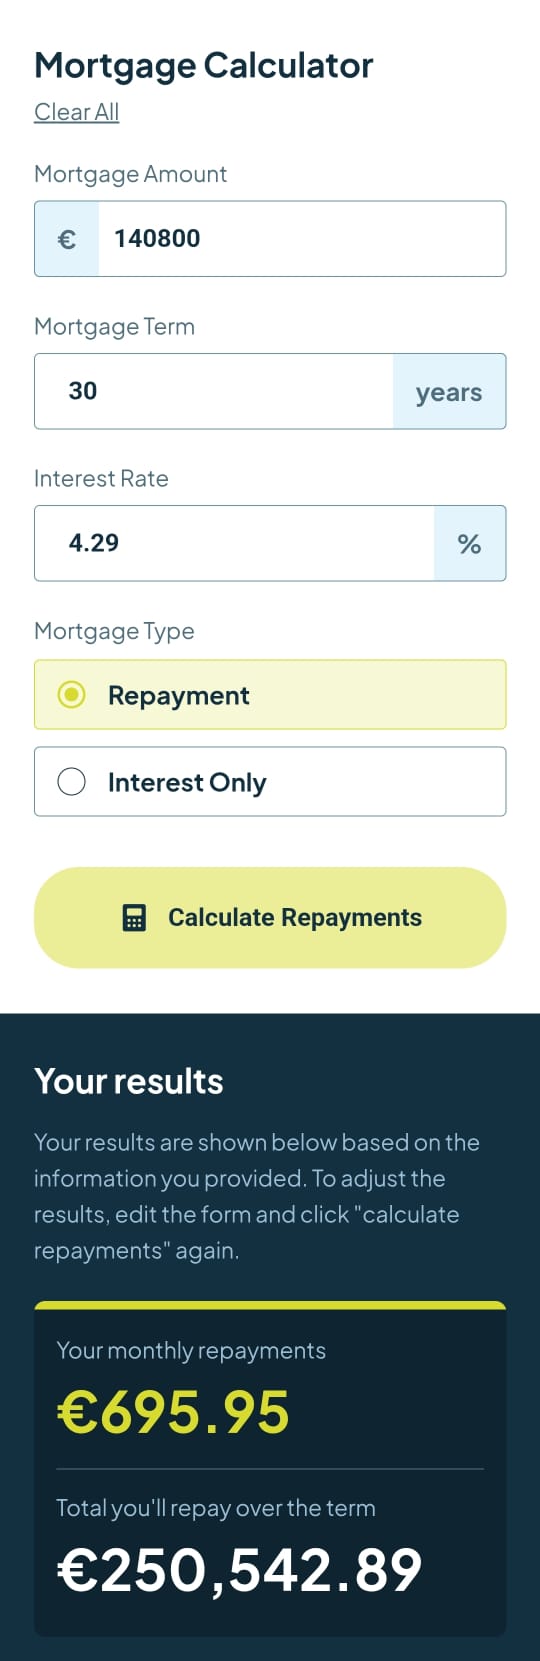 Mortgage Calculator
Clear All
Mortgage Amount
€ 140800
Mortgage Term
30 years
Interest Rate
4.29 %
Mortgage Type
Repayment
Interest Only
Calculate Repayments
Your results
Your results are shown below based on the
information you provided. To adjust the
results, edit the form and click "calculate
repayments" again.
Your monthly repayments
€695.95
Total you'll repay over the term
€250,542.89